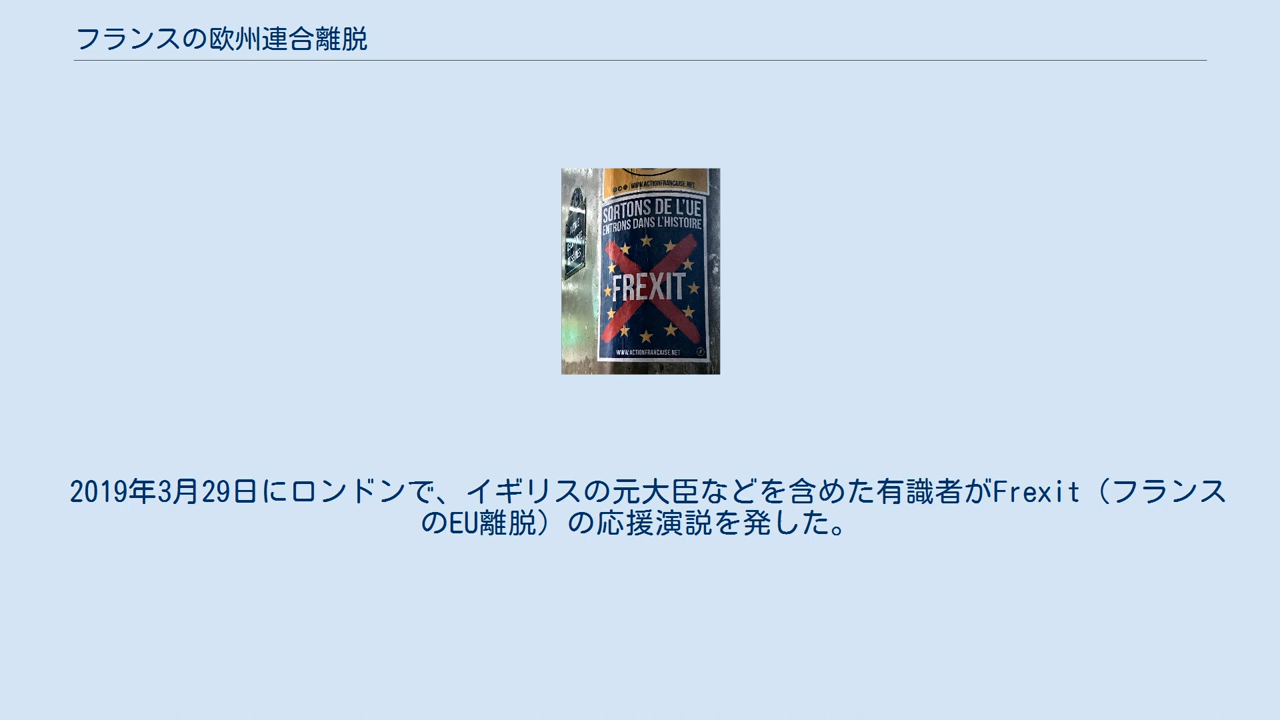 フランスの欧州連合離脱
WWW.ACTIONFRANCAISE.NET
SORTONS DE L'UE
ENTRONS DANS L'HISTOIRE
FREXIT
WWW.ACTIONFRANCAISE.NET
2019年3月29日にロンドンで、イギリスの元大臣などを含めた有識者がFrexit（フランス
のEU離脱）の応援演説を発した。